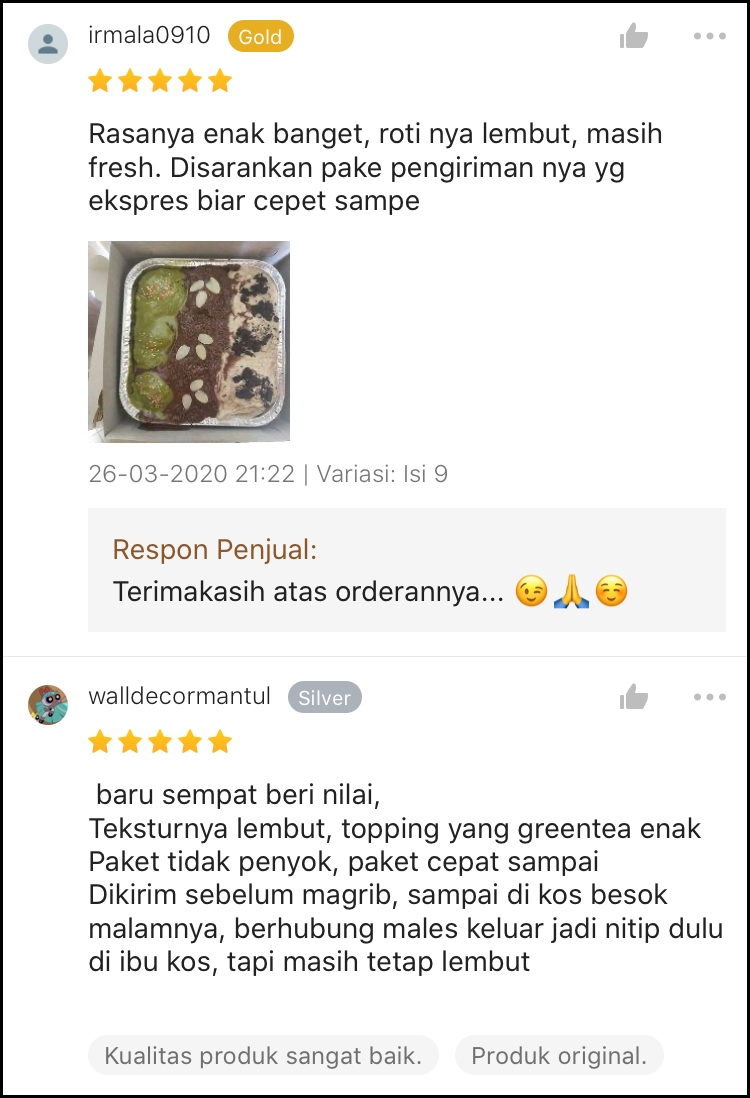 irmala0910 Gold
Rasanya enak banget, roti nya lembut, masih
fresh. Disarankan pake pengiriman nya yg
ekspres biar cepet sampe
26-03-2020 21:22 | Variasi: Isi 9
Respon Penjual:
Terimakasih atas orderannya... 😉🙏☺️
walldecormantul Silver
baru sempat beri nilai,
Teksturnya lembut, topping yang greentea enak
Paket tidak penyok, paket cepat sampai
Dikirim sebelum magrib, sampai di kos besok
malamnya, berhubung males keluar jadi nitip dulu
di ibu kos, tapi masih tetap lembut
Kualitas produk sangat baik. Produk original.